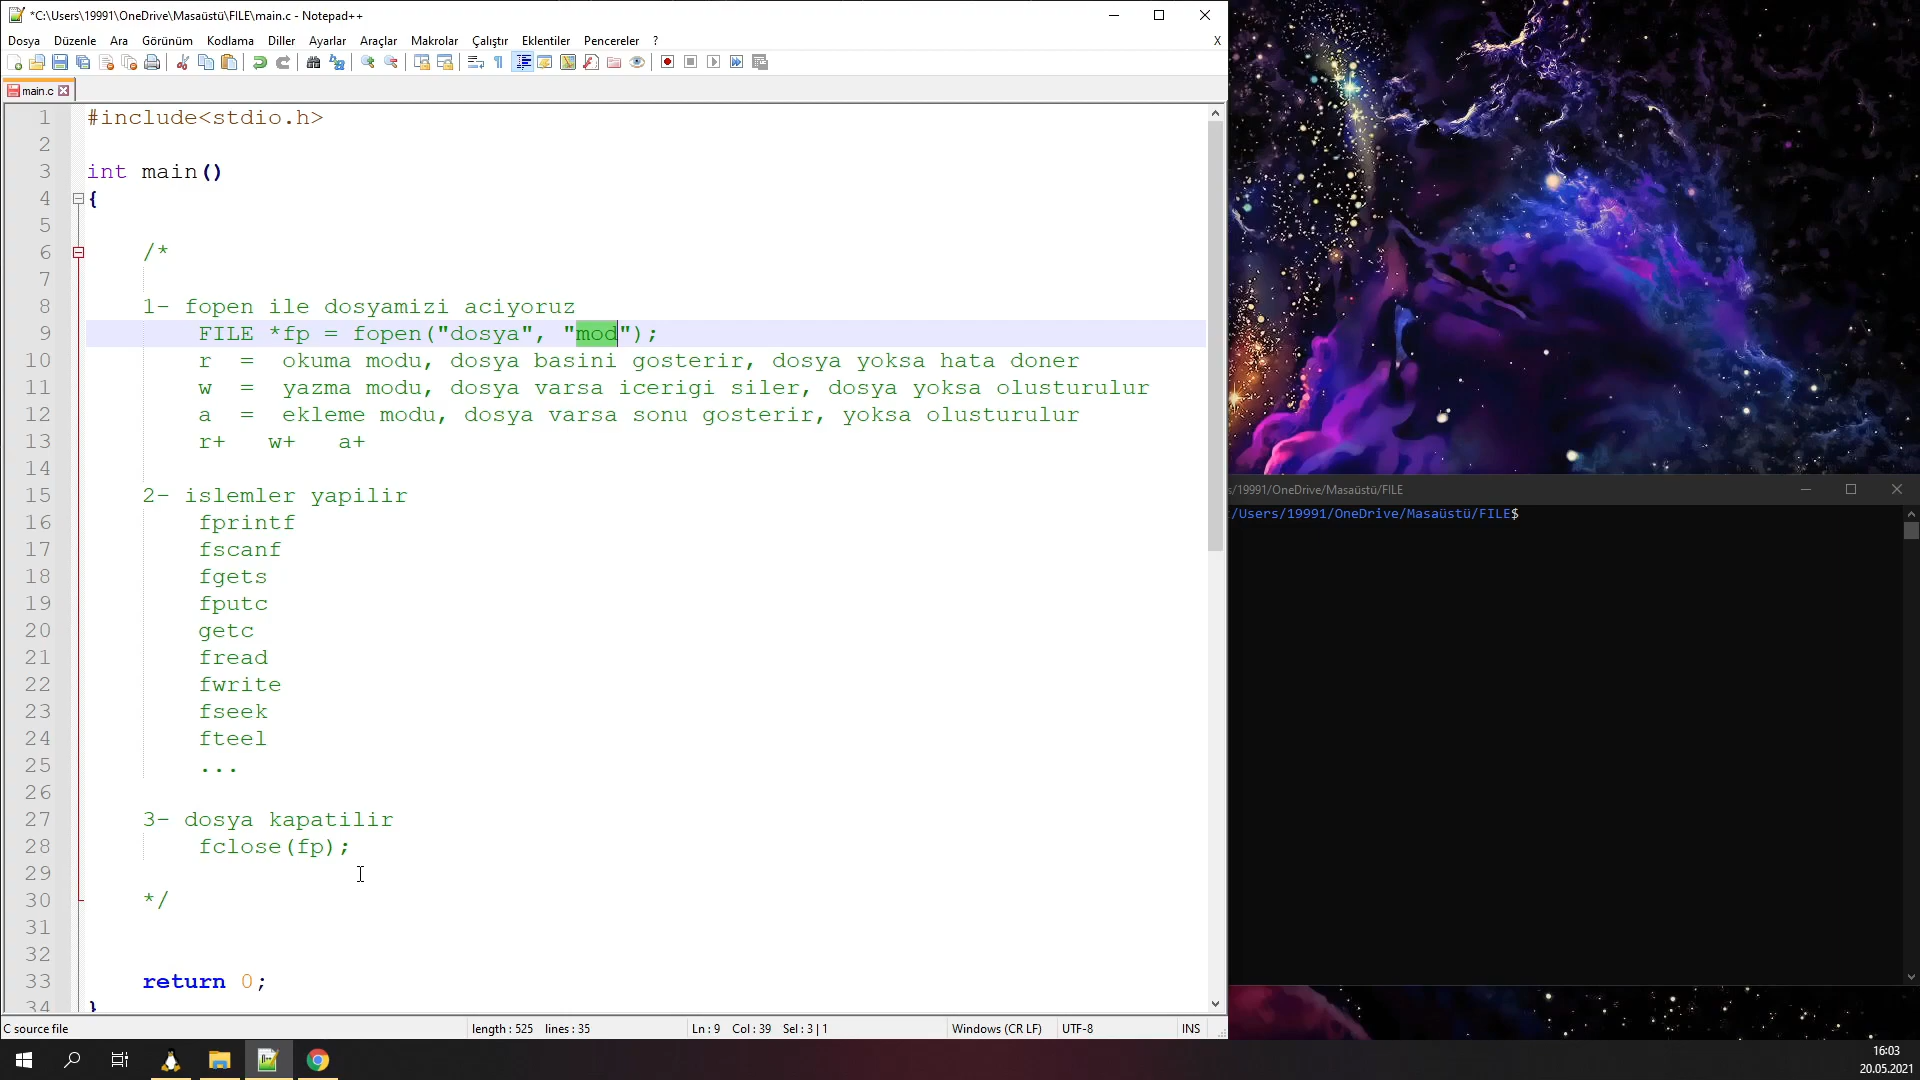 *C:\Users\19991\OneDrive\Masaüstü\FILE\main.c - Notepad++
Dosya Düzenle Ara Görünüm Kodlama Diller Ayarlar Araçlar Makrolar Çalıştır Eklentiler Pencereler ? X
main.c
1 #include<stdio.h>
2
3 int main()
4 {
5
6 /*
7
8 1- fopen ile dosyamizi aciyoruz
9 FILE *fp = fopen("dosya", "mod");
10 r = okuma modu, dosya basini gosterir, dosya yoksa hata doner
11 w = yazma modu, dosya varsa icerigi siler, dosya yoksa olusturulur
12 a = ekleme modu, dosya varsa sonu gosterir, yoksa olusturulur
13 r+ w+ a+
14
15 2- islemler yapilir
16 fprintf
17 fscanf
18 fgets
19 fputc
20 getc
21 fread
22 fwrite
23 fseek
24 fteel
25 ...
26
27 3- dosya kapatilir
28 fclose(fp);
29
30 */
31
32
33 return 0;
34 }
C source file length : 525 lines : 35 Ln : 9 Col : 39 Sel : 3 | 1 Windows (CR LF) UTF-8 INS
s/19991/OneDrive/Masaüstü/FILE
/Users/19991/OneDrive/Masaüstü/FILE$
16:03
20.05.2021